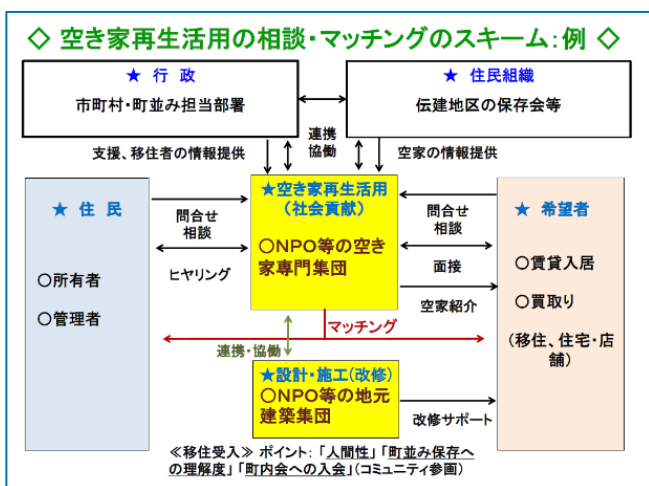 ◇ 空き家再生活用の相談・マッチングのスキーム:例 ◇
★ 行 政
市町村・町並み担当部署
★ 住民組織
伝建地区の保存会等
連携
協働
支援、移住者の情報提供
空家の情報提供
★ 住 民
○所有者
○管理者
問合せ
相談
ヒヤリング
★空き家再生活用
(社会貢献)
○NPO等の空き
家専門集団
問合せ
相談
面接
空家紹介
★ 希望者
○賃貸入居
○買取り
(移住、住宅・店
舗)
マッチング
連携・協働
★設計・施工(改修)
○NPO等の地元
建築集団
改修サポート
≪移住受入≫ ポイント:「人間性」「町並み保存へ
の理解度」「町内会への入会」(コミュニティ参画)